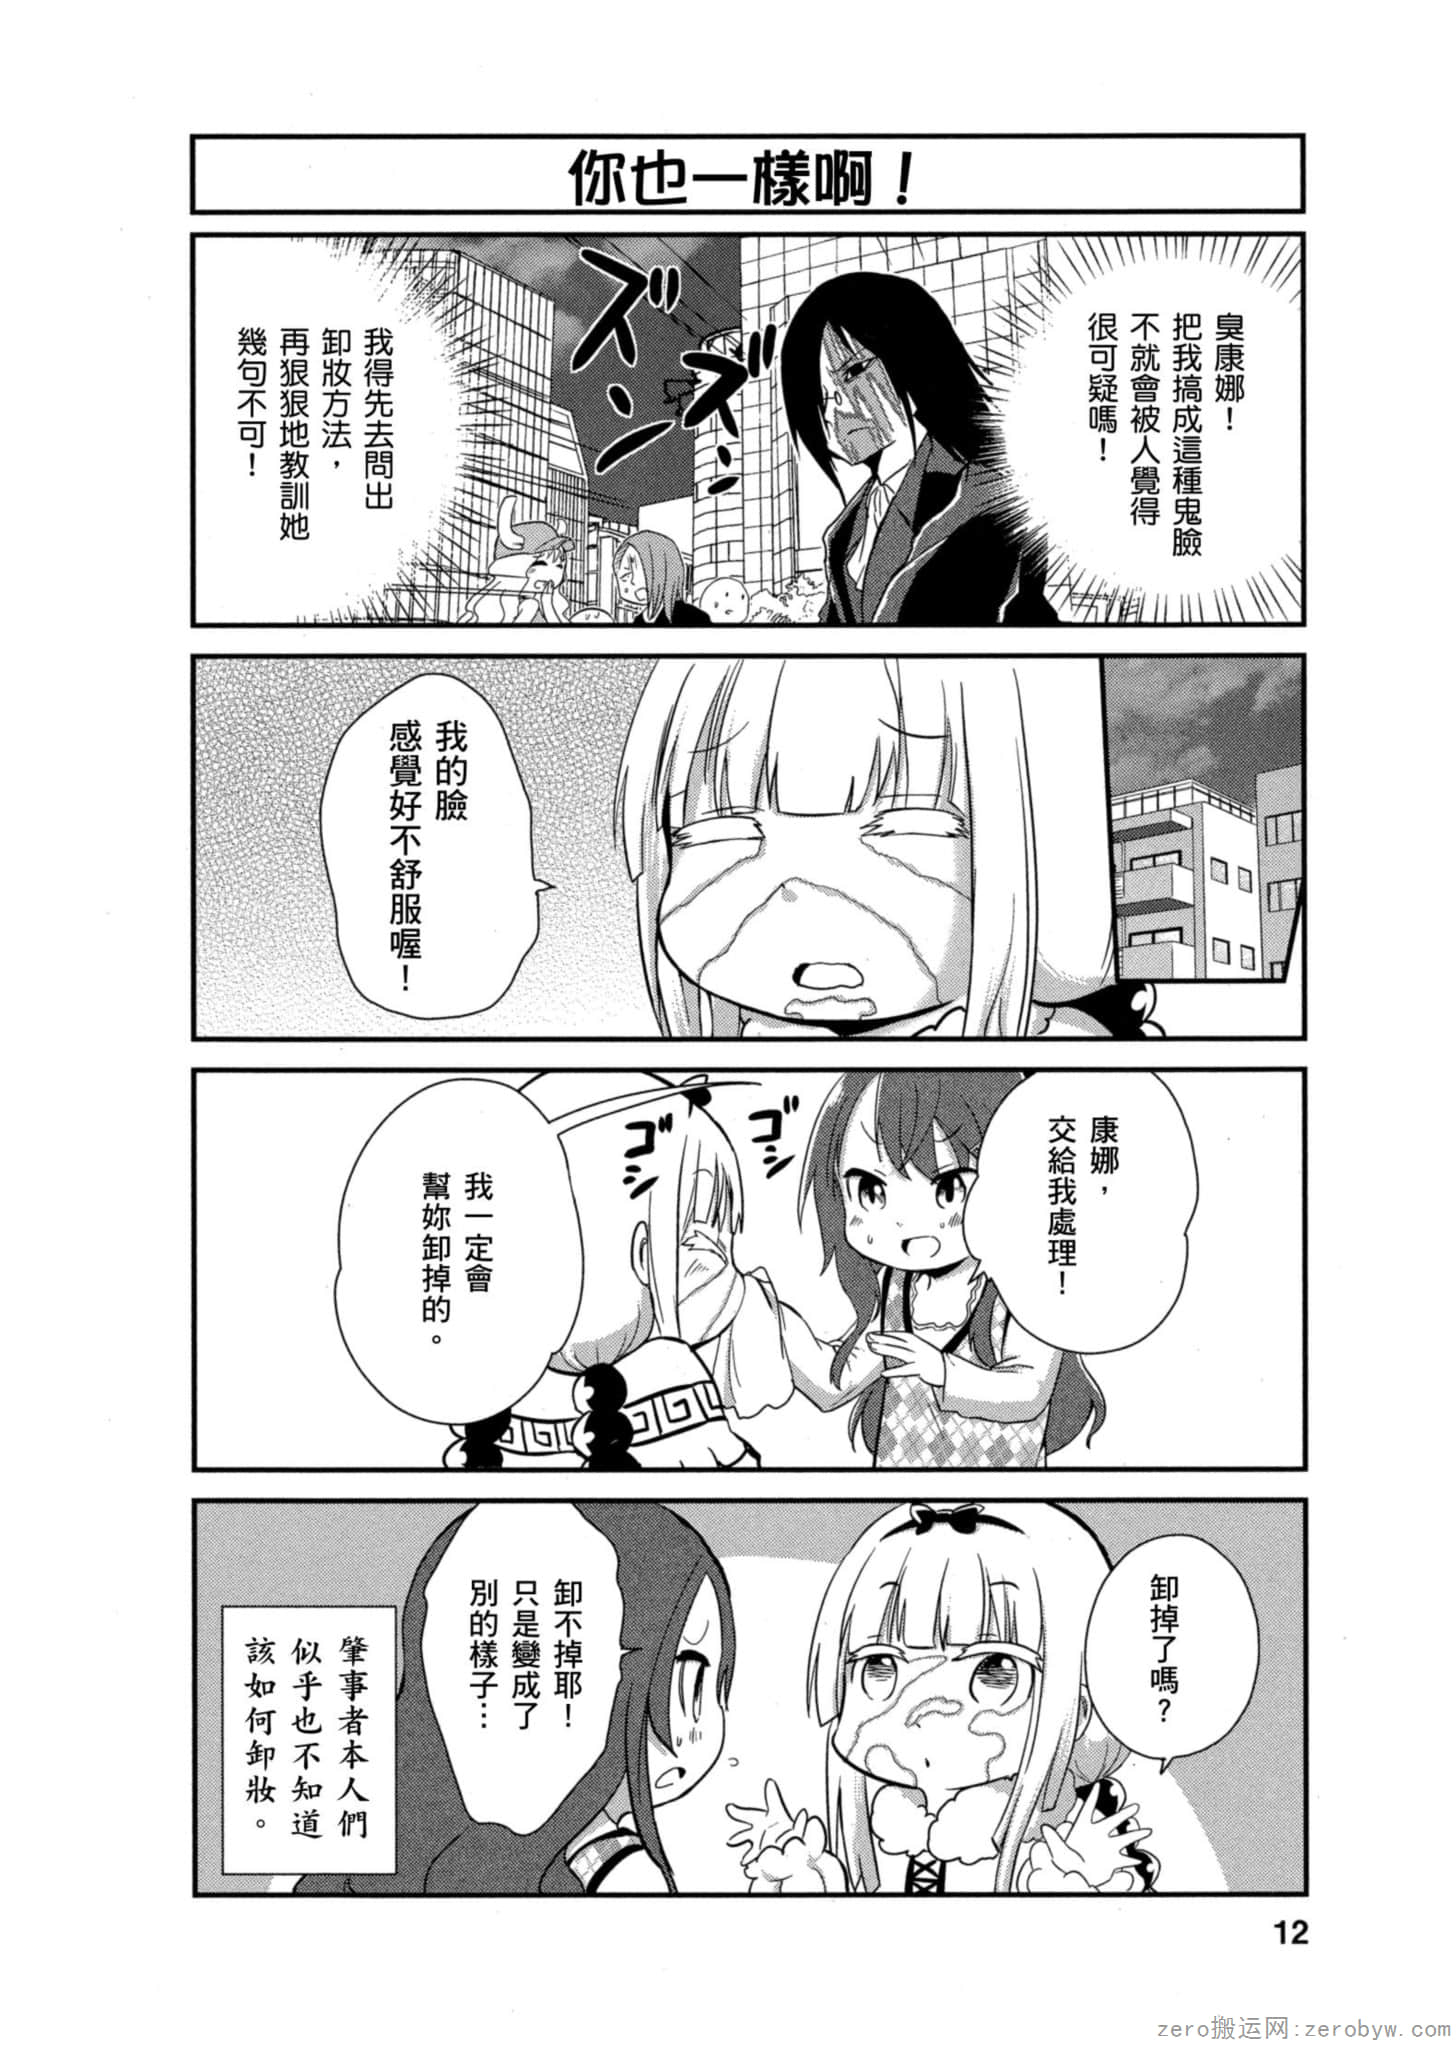 你也一樣啊！
臭康娜！
把我搞成這種鬼臉
不就會被人覺得
很可疑嗎！
ズズ…
ズズ…
我得先去問出
卸妝方法，
再狠狠地教訓她
幾句不可！
我的臉
感覺好不舒服喔！
康娜，
交給我處理！
ゴシ
ゴシ
我一定會
幫妳卸掉的。
卸掉了嗎？
卸不掉耶！
只是變成了
別的樣子…
肇事者本人們
似乎也不知道
該如何卸妝。
12
zero搬运网:zerobyw.com